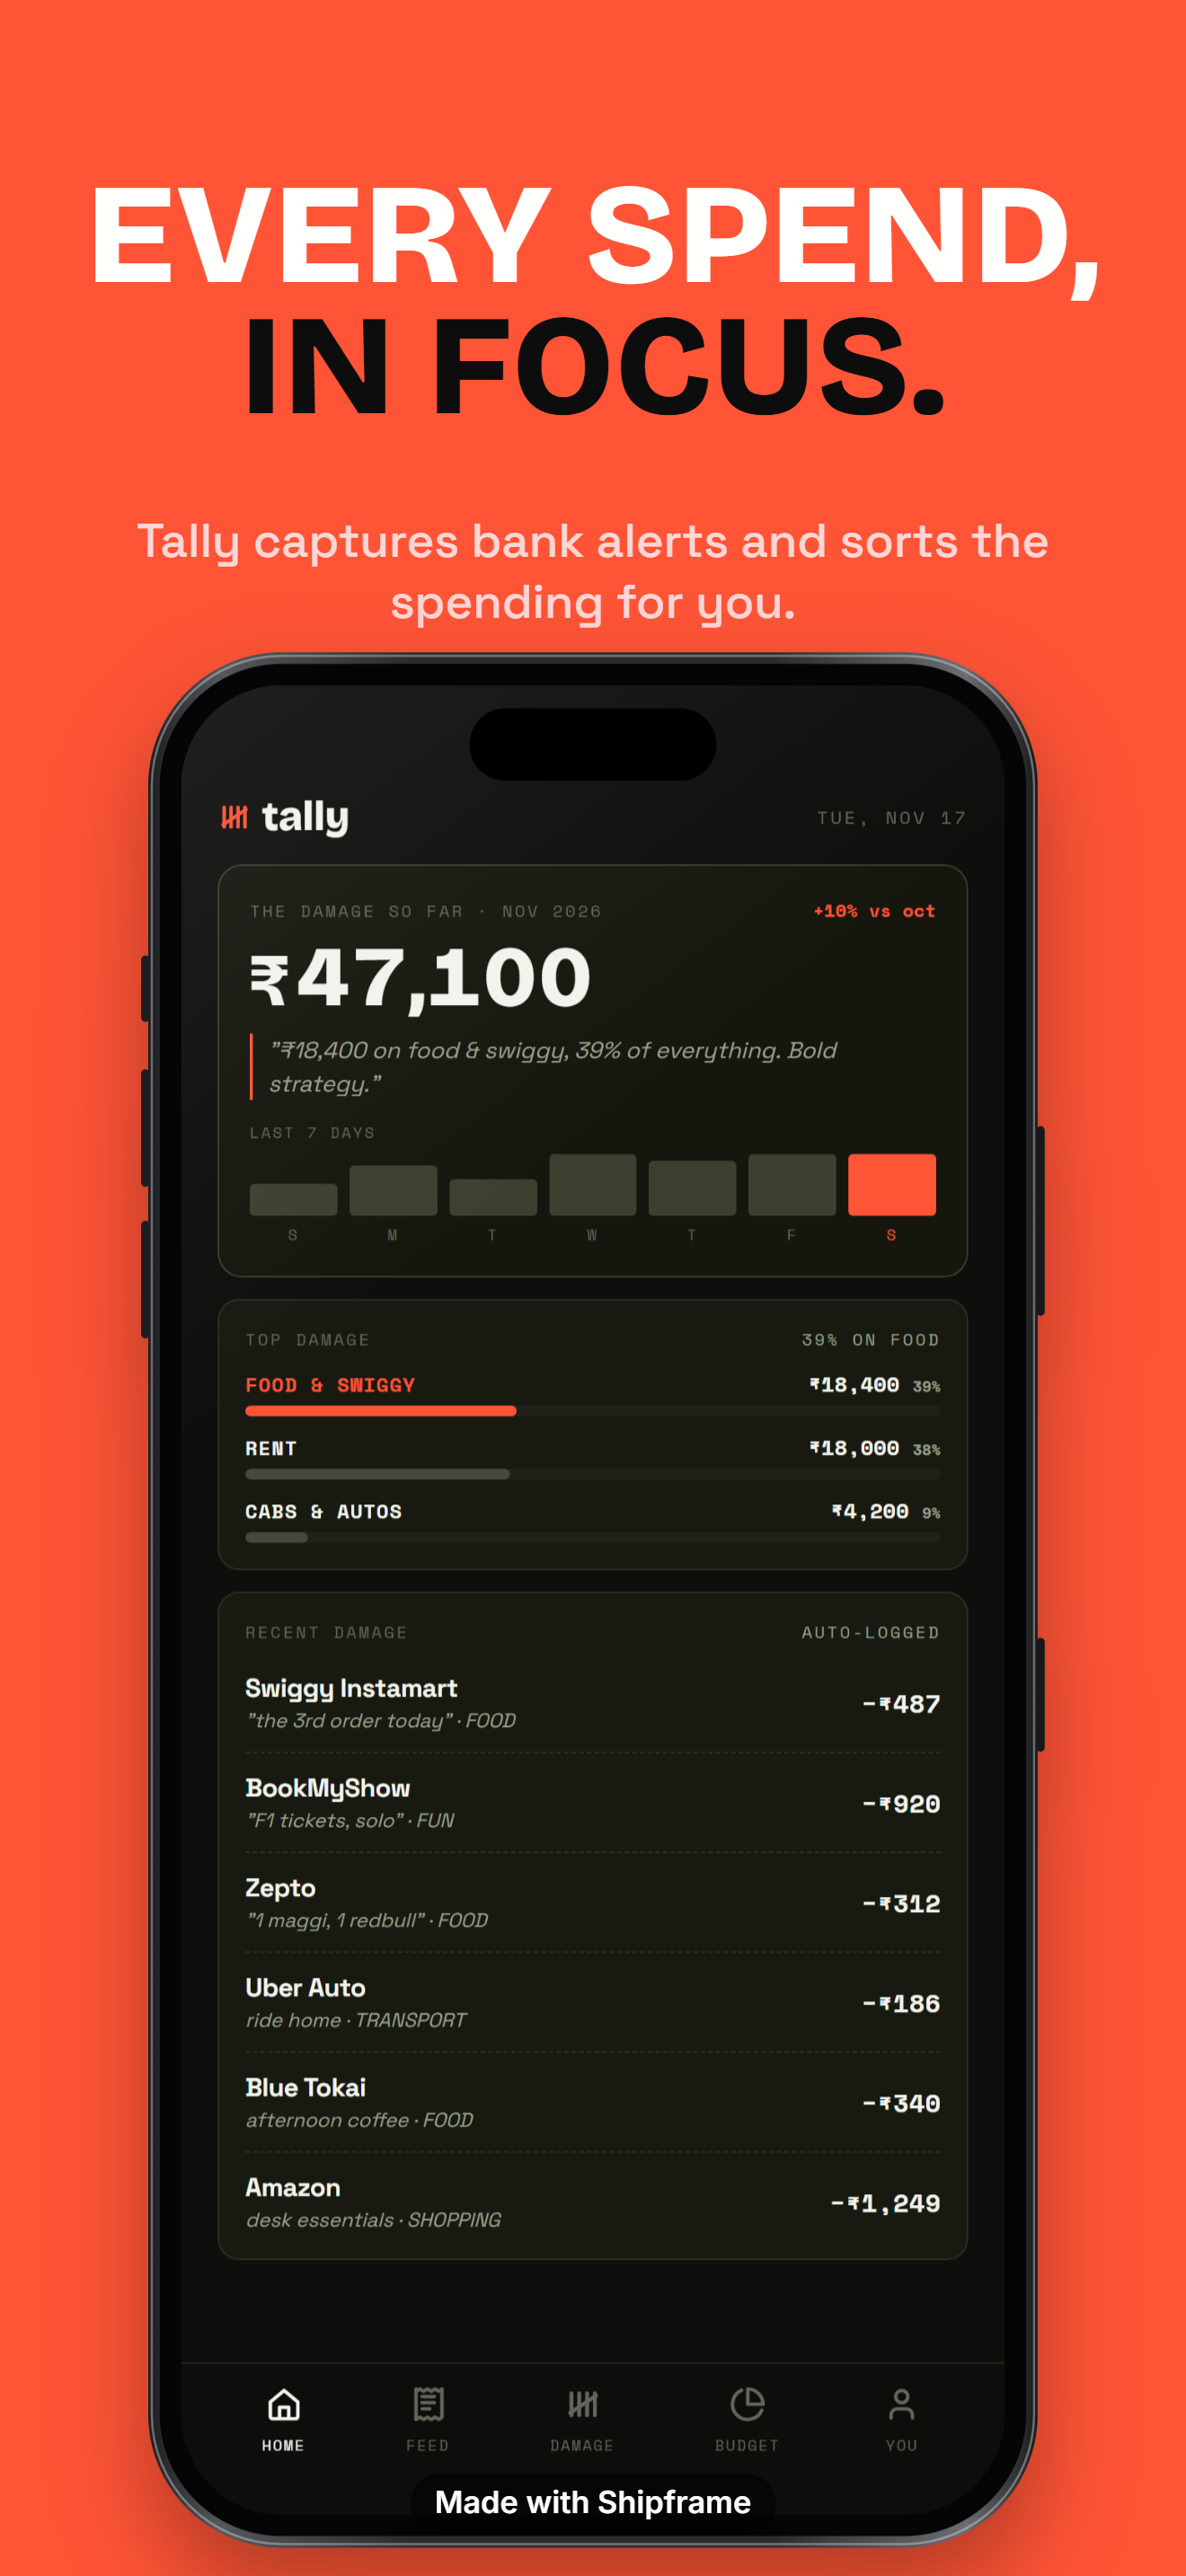 EVERY SPEND,
IN FOCUS.
Tally captures bank alerts and sorts the
spending for you.
tally
TUE, NOV 17
THE DAMAGE SO FAR · NOV 2026
+10% vs oct
₹47,100
"₹18,400 on food & swiggy, 39% of everything. Bold
strategy."
LAST 7 DAYS
S M T W T F S
TOP DAMAGE
39% ON FOOD
FOOD & SWIGGY
₹18,400 39%
RENT
₹18,000 38%
CABS & AUTOS
₹4,200 9%
RECENT DAMAGE
AUTO-LOGGED
Swiggy Instamart
"the 3rd order today" · FOOD
−₹487
BookMyShow
"F1 tickets, solo" · FUN
−₹920
Zepto
"1 maggi, 1 redbull" · FOOD
−₹312
Uber Auto
ride home · TRANSPORT
−₹186
Blue Tokai
afternoon coffee · FOOD
−₹340
Amazon
desk essentials · SHOPPING
−₹1,249
HOME FEED DAMAGE BUDGET YOU
Made with Shipframe